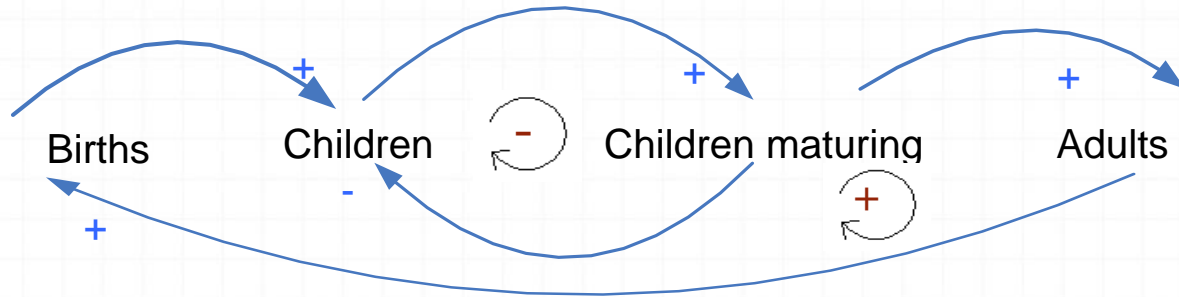 + + +
- +
Births Children Children maturing Adults
-
+